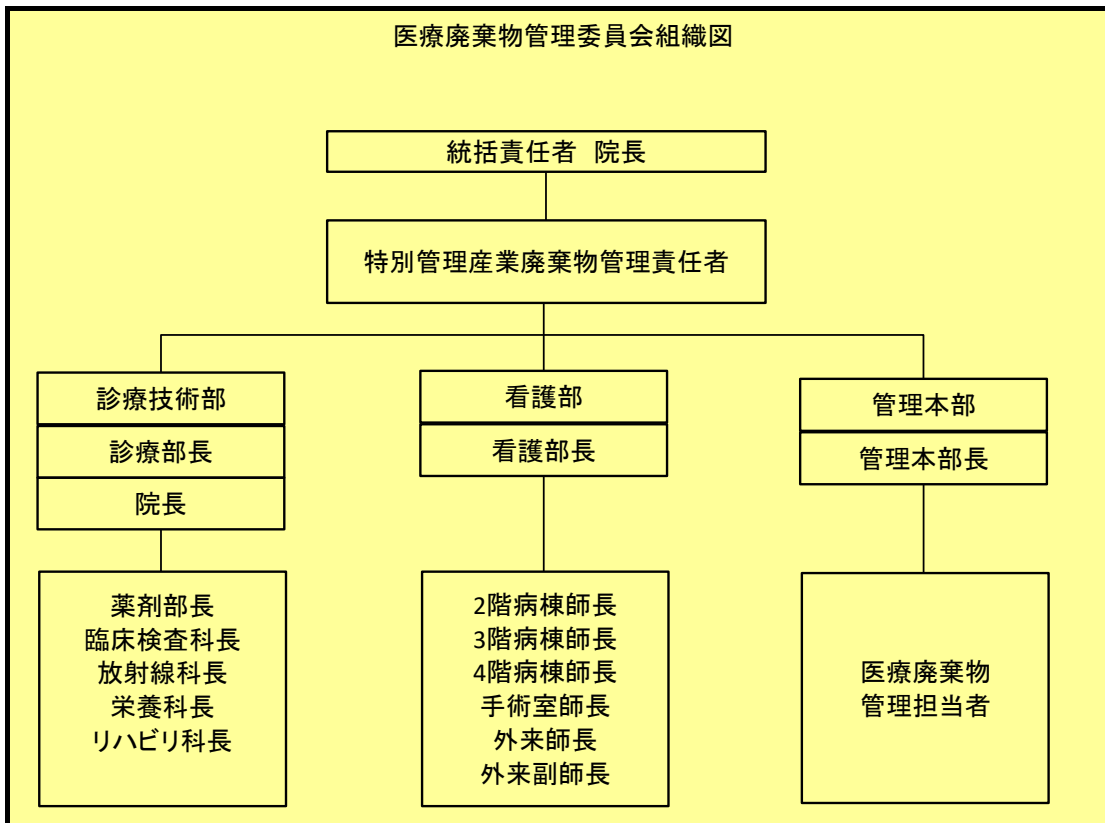 医療廃棄物管理委員会組織図
統括責任者 院長
特別管理産業廃棄物管理責任者
診療技術部
診療部長
院長
薬剤部長
臨床検査科長
放射線科長
栄養科長
リハビリ科長
看護部
看護部長
2階病棟師長
3階病棟師長
4階病棟師長
手術室師長
外来師長
外来副師長
管理本部
管理本部長
医療廃棄物
管理担当者